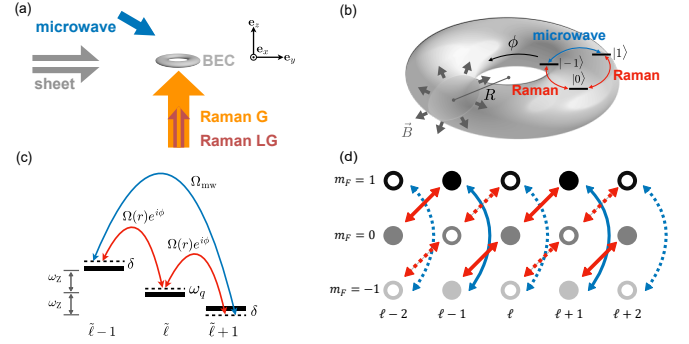 (a)
microwave
sheet
BEC
e_z
e_x
e_y
Raman G
Raman LG
(b)
microwave
ϕ
|1⟩
|−1⟩
|0⟩
Raman
Raman
R
B⃗
(c)
Ω_mw
Ω(r)e^{iϕ}
Ω(r)e^{iϕ}
δ
ω_Z
ω_Z
ω_q
δ
ℓ̃ − 1
ℓ̃
ℓ̃ + 1
(d)
m_F = 1
m_F = 0
m_F = −1
ℓ − 2
ℓ − 1
ℓ
ℓ + 1
ℓ + 2